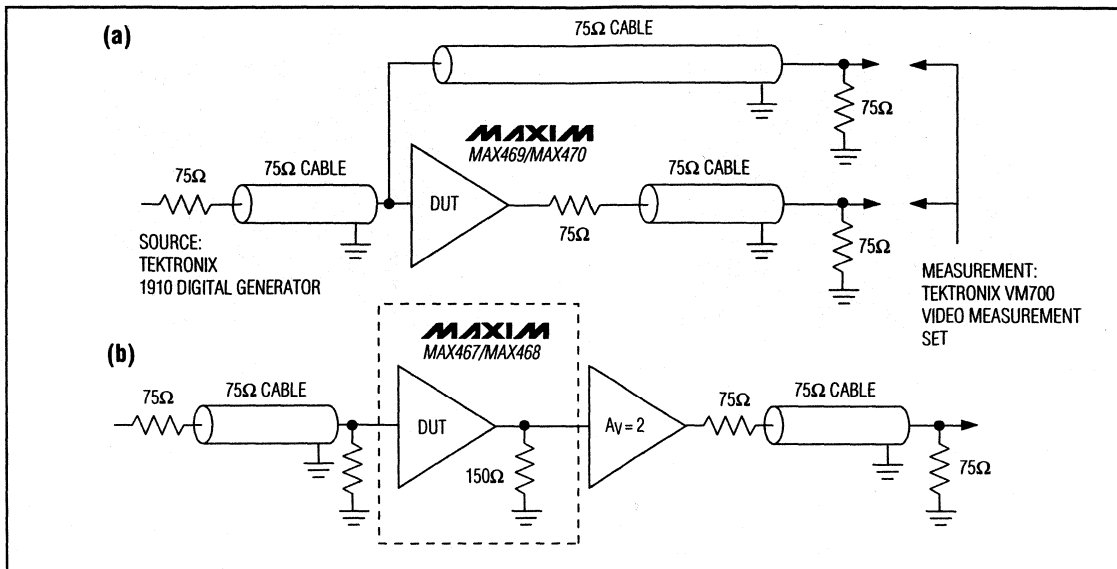 (a)
75Ω CABLE
75Ω
MAXIM
MAX469/MAX470
75Ω
75Ω CABLE
DUT
75Ω
75Ω CABLE
75Ω
SOURCE:
TEKTRONIX
1910 DIGITAL GENERATOR
MEASUREMENT:
TEKTRONIX VM700
VIDEO MEASUREMENT
SET
(b)
MAXIM
MAX467/MAX468
75Ω
75Ω CABLE
DUT
150Ω
AV = 2
75Ω
75Ω CABLE
75Ω